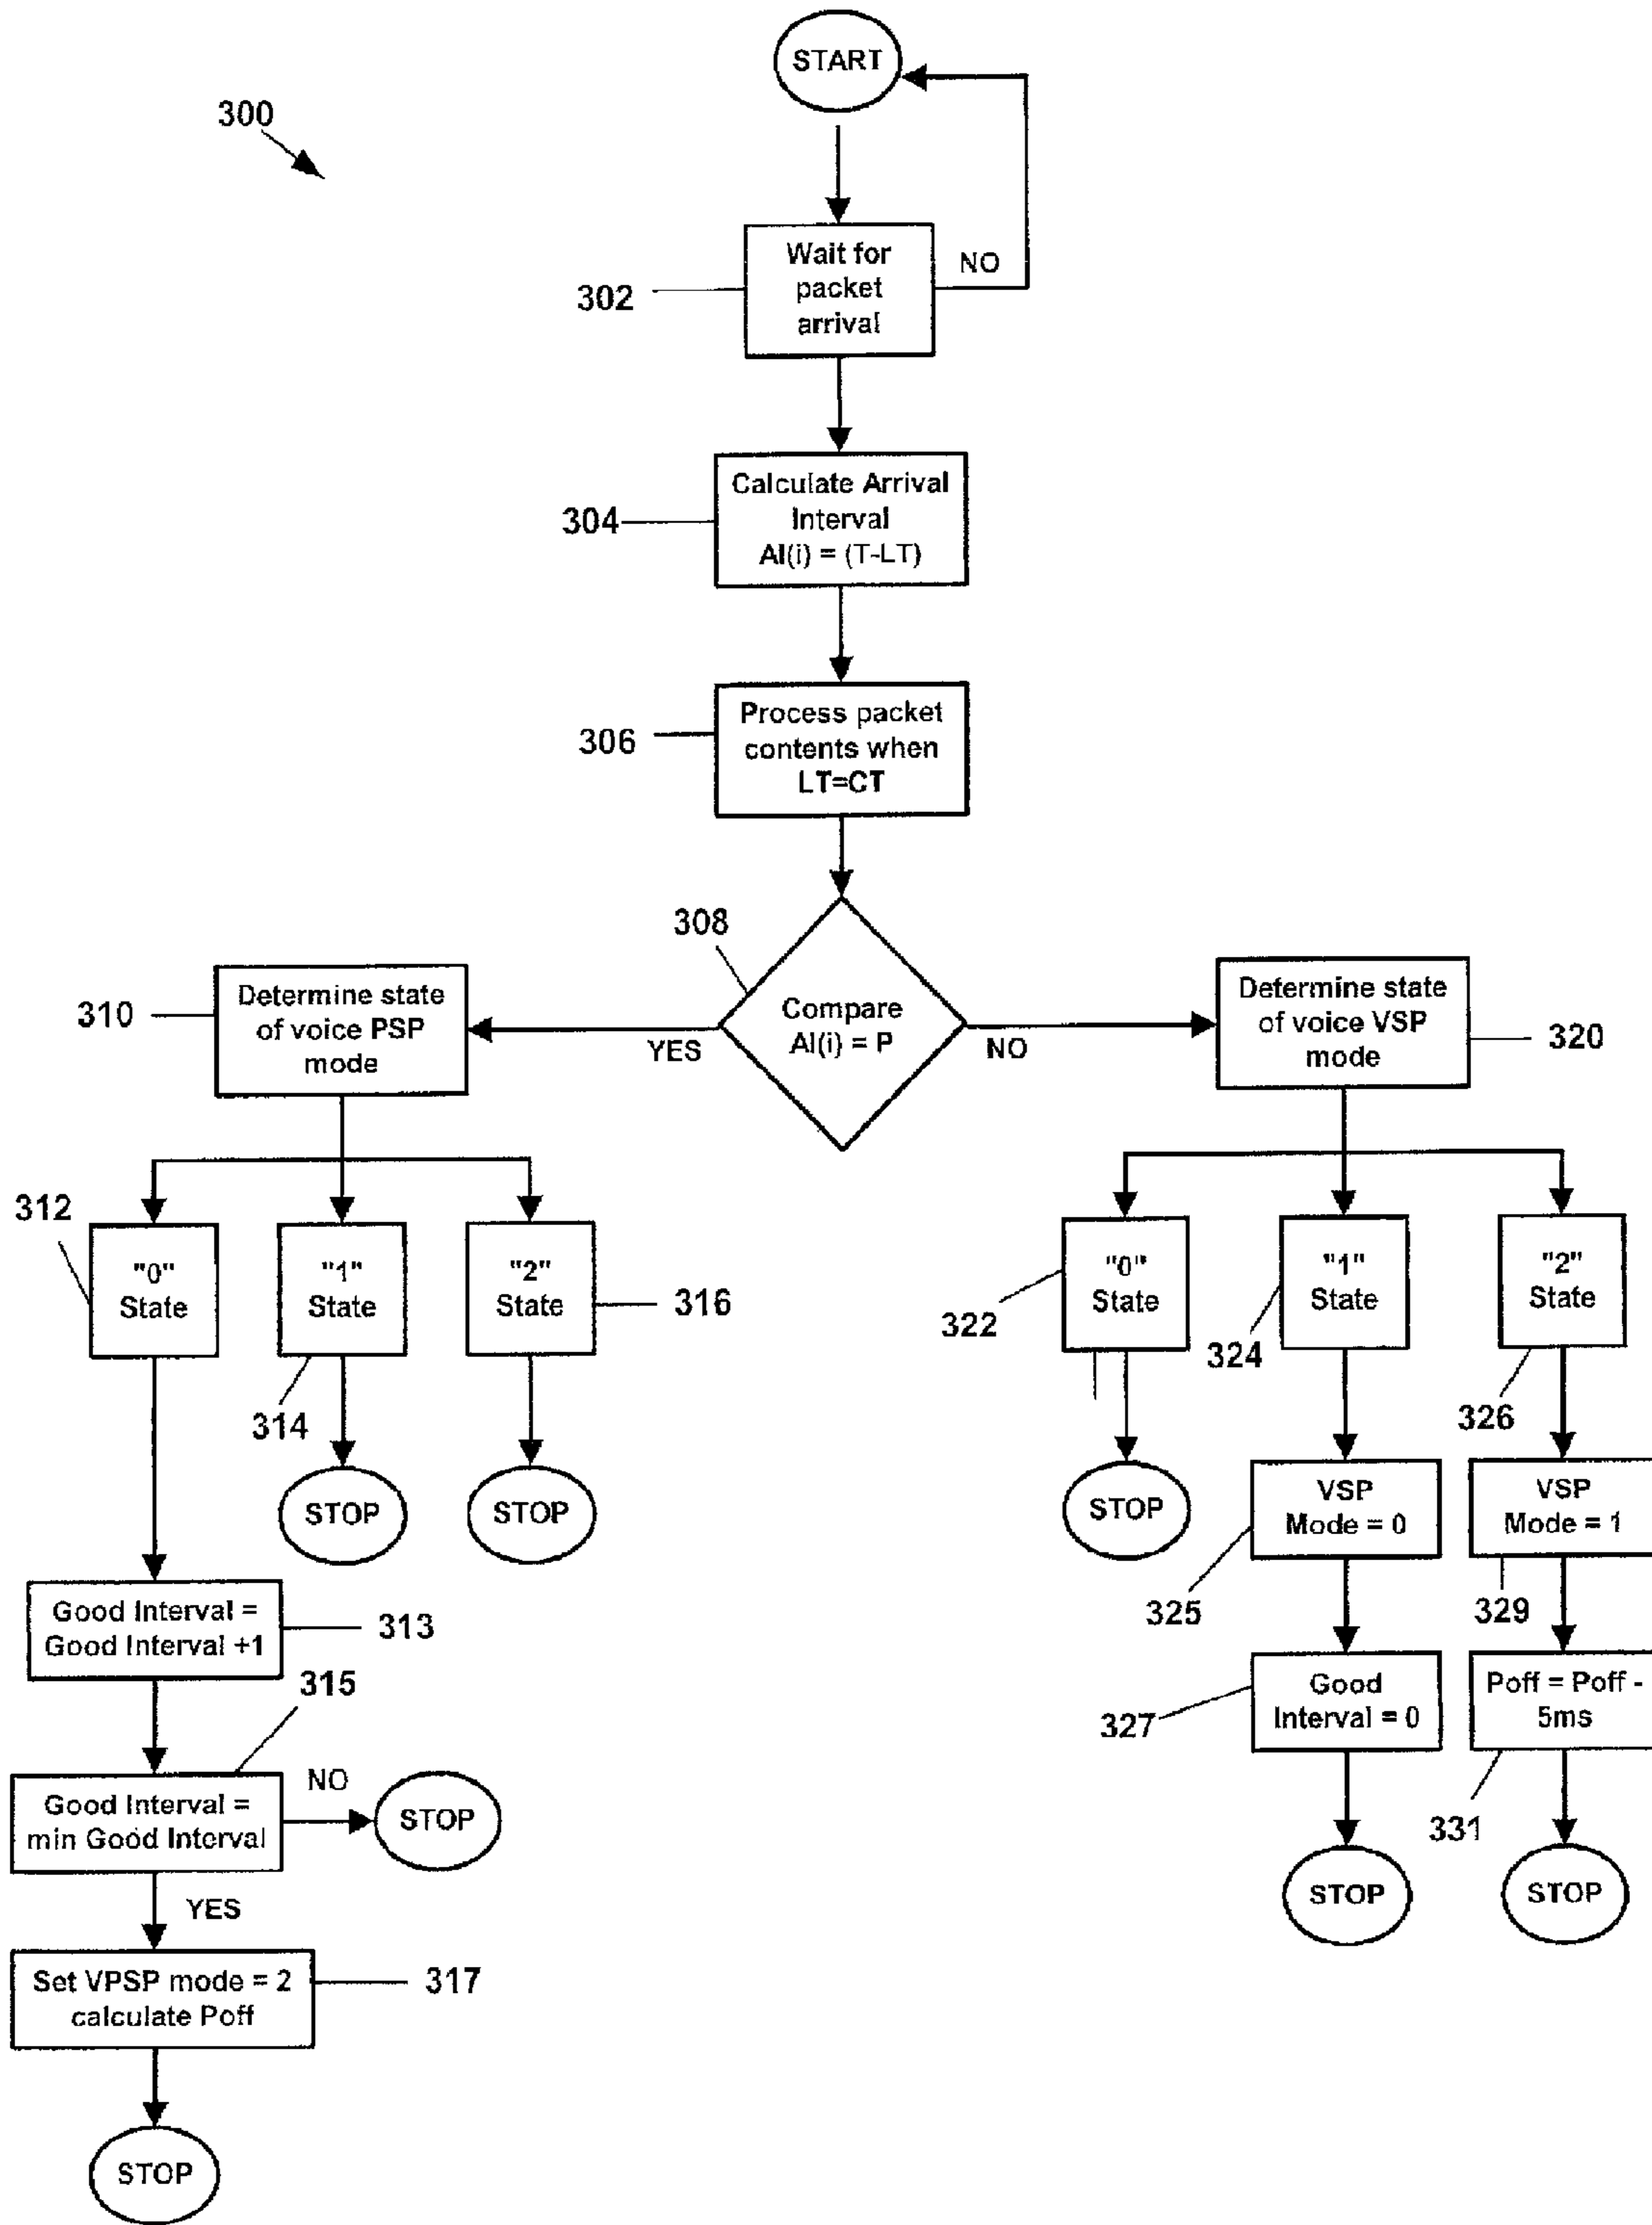 START
300
Wait for
packet
arrival
NO
302
Calculate Arrival
Interval
AI(i) = (T-LT)
304
Process packet
contents when
LT=CT
306
308
Compare
AI(i) = P
YES
NO
310
Determine state
of voice PSP
mode
Determine state
of voice VSP
mode
320
312
"0"
State
"1"
State
"2"
State
316
314
STOP
STOP
322
"0"
State
324
"1"
State
"2"
State
326
STOP
VSP
Mode = 0
VSP
Mode = 1
325
329
Good Interval =
Good Interval +1
313
315
327
Good
Interval = 0
Poff = Poff -
5ms
331
Good Interval =
min Good Interval
NO
STOP
STOP
STOP
YES
Set VPSP mode = 2
calculate Poff
317
STOP